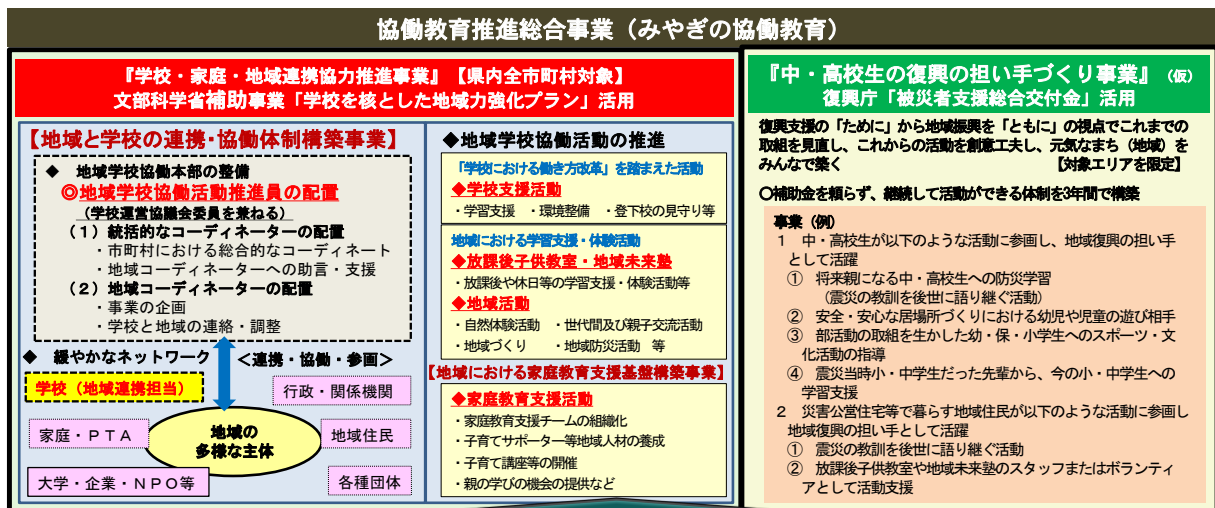 協働教育推進総合事業(みやぎの協働教育)
『学校・家庭・地域連携協力推進事業』【県内全市町村対象】
文部科学省補助事業「学校を核とした地域力強化プラン」活用
【地域と学校の連携・協働体制構築事業】
◆ 地域学校協働本部の整備
◎地域学校協働活動推進員の配置
(学校運営協議会委員を兼ねる)
(1)統括的なコーディネーターの配置
・市町村における総合的なコーディネート
・地域コーディネーターへの助言・支援
(2)地域コーディネーターの配置
・事業の企画
・学校と地域の連絡・調整
◆ 緩やかなネットワーク
<連携・協働・参画>
学校(地域連携担当)
行政・関係機関
家庭・PTA
地域の
多様な主体
地域住民
大学・企業・NPO等
各種団体
◆地域学校協働活動の推進
「学校における働き方改革」を踏まえた活動
◆学校支援活動
・学習支援 ・環境整備 ・登下校の見守り等
地域における学習支援・体験活動
◆放課後子供教室・地域未来塾
・放課後や休日等の学習支援・体験活動等
◆地域活動
・自然体験活動 ・世代間及び親子交流活動
・地域づくり ・地域防災活動 等
【地域における家庭教育支援基盤構築事業】
◆家庭教育支援活動
・家庭教育支援チームの組織化
・子育てサポーター等地域人材の養成
・子育て講座等の開催
・親の学びの機会の提供など
『中・高校生の復興の担い手づくり事業』(仮)
復興庁「被災者支援総合交付金」活用
復興支援の「ために」から地域振興を「ともに」の視点でこれまでの
取組を見直し、これからの活動を創意工夫し、元気なまち(地域)を
みんなで築く 【対象エリアを限定】
〇補助金を頼らず、継続して活動ができる体制を3年間で構築
事業(例)
1 中・高校生が以下のような活動に参画し、地域復興の担い手
として活躍
① 将来親になる中・高校生への防災学習
(震災の教訓を後世に語り継ぐ活動)
② 安全・安心な居場所づくりにおける幼児や児童の遊び相手
③ 部活動の取組を生かした幼・保・小学生へのスポーツ・文
化活動の指導
④ 震災当時小・中学生だった先輩から、今の小・中学生への
学習支援
2 災害公営住宅等で暮らす地域住民が以下のような活動に参画し
地域復興の担い手として活躍
① 震災の教訓を後世に語り継ぐ活動
② 放課後子供教室や地域未来塾のスタッフまたはボランティ
アとして活動支援